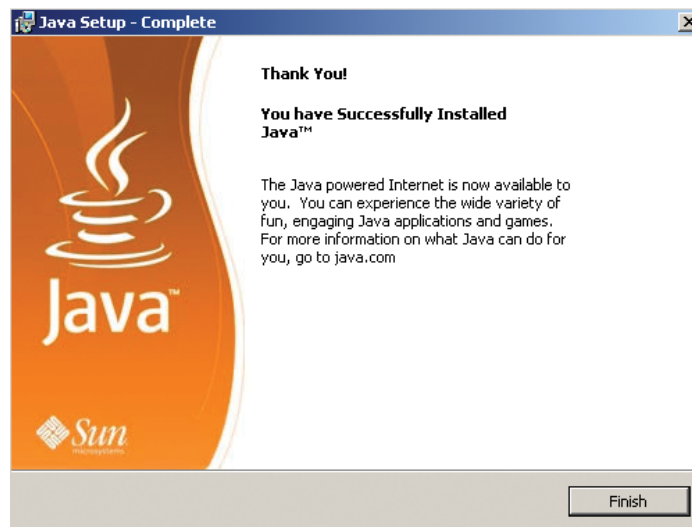 Java Setup - Complete
Thank You!
You have Successfully Installed
Java™
The Java powered Internet is now available to
you. You can experience the wide variety of
fun, engaging Java applications and games.
For more information on what Java can do for
you, go to java.com
Java™
Sun
microsystems
Finish